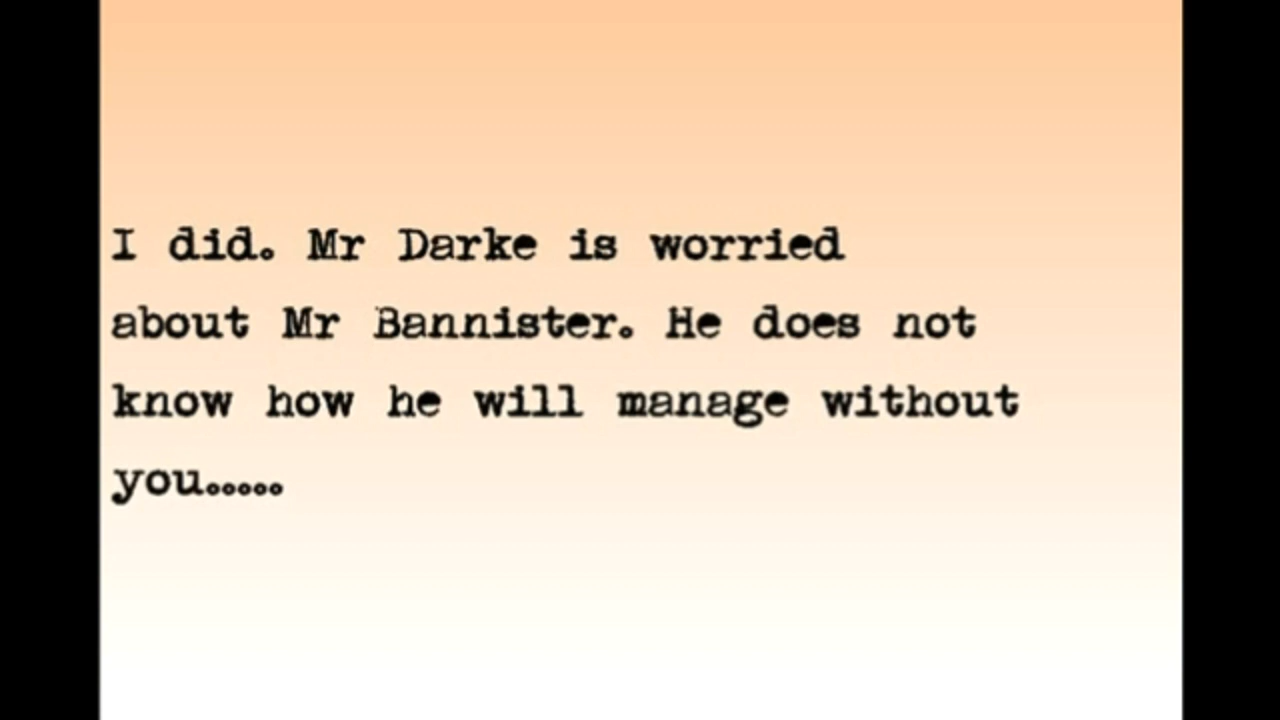 I did. Mr Darke is worried
about Mr Bannister. He does not
know how he will manage without
you.....